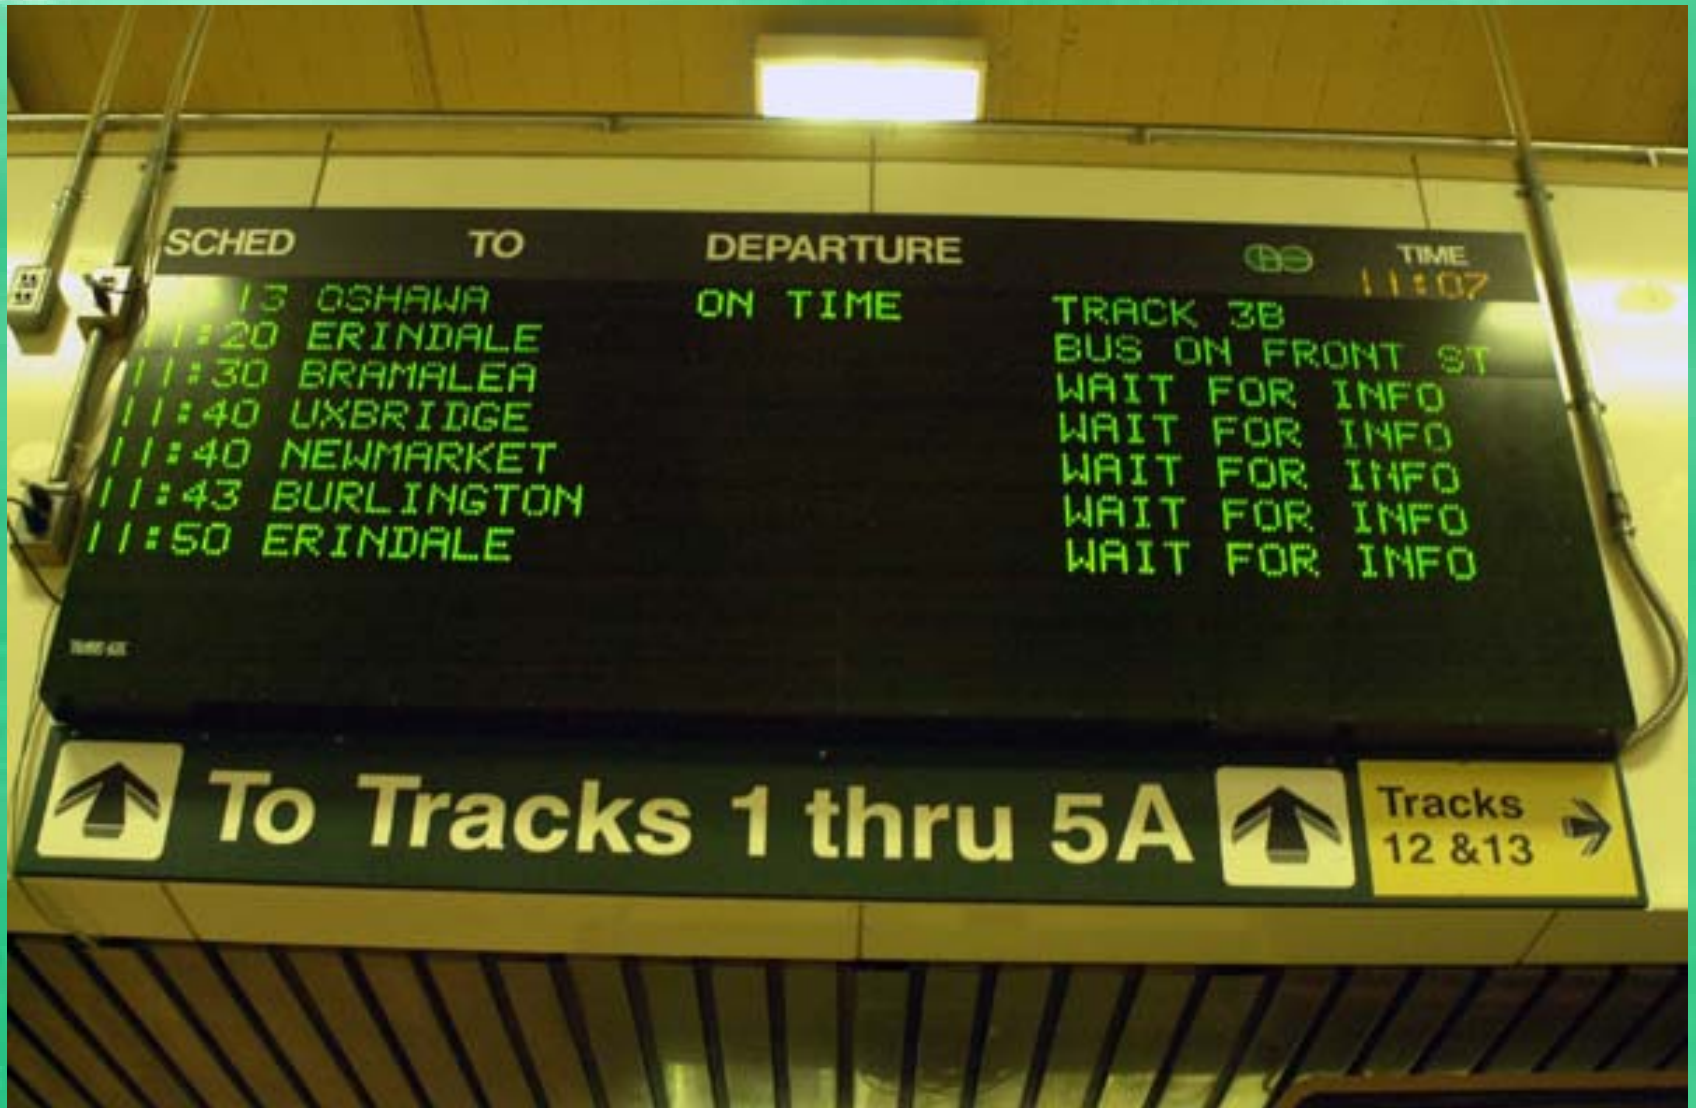 SCHED TO DEPARTURE GO TIME
11:07
13 OSHAWA ON TIME TRACK 3B
11:20 ERINDALE BUS ON FRONT ST
11:30 BRAMALEA WAIT FOR INFO
11:40 UXBRIDGE WAIT FOR INFO
11:40 NEWMARKET WAIT FOR INFO
11:43 BURLINGTON WAIT FOR INFO
11:50 ERINDALE WAIT FOR INFO
To Tracks 1 thru 5A
Tracks
12 &13